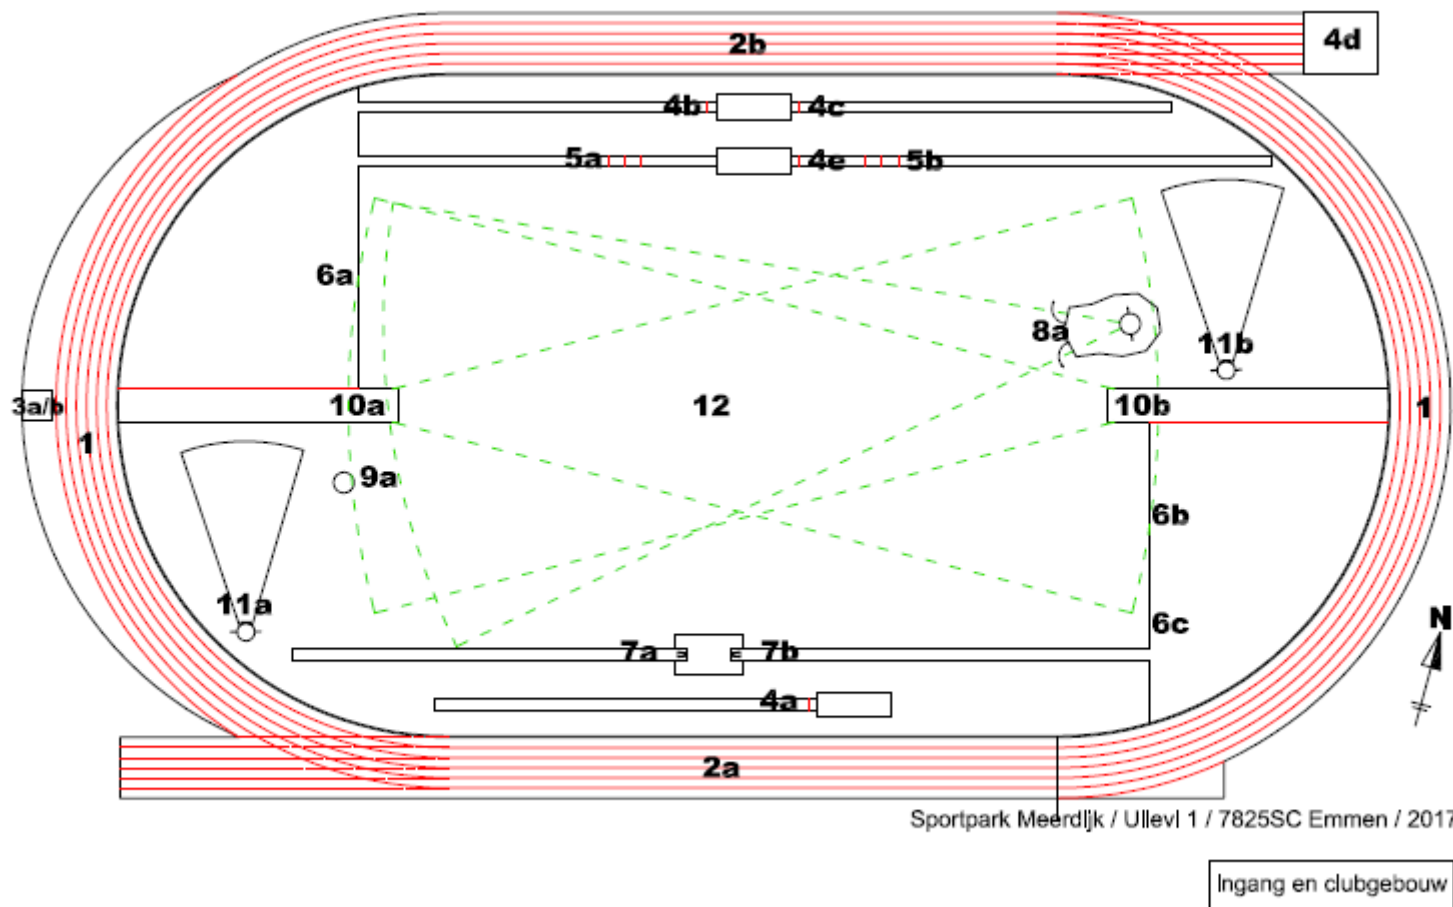 2b
4d
4b
4c
5a
4e
5b
6a
8a
11b
3a/b
10a
12
10b
1
1
9a
6b
11a
6c
N
7a
7b
4a
2a
Sportpark Meerdijk / Ullevi 1 / 7825SC Emmen / 2017
Ingang en clubgebouw